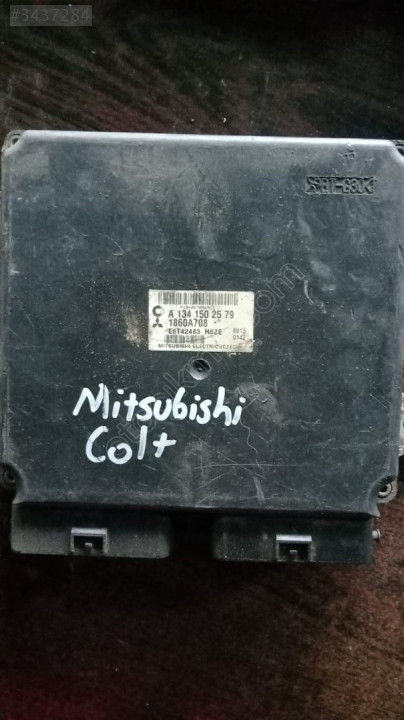 #3437284
A 134 150 25 79
1860A708
E6T42483 H6ZE
MITSUBISHI ELECTRIC
Mitsubishi
Colt